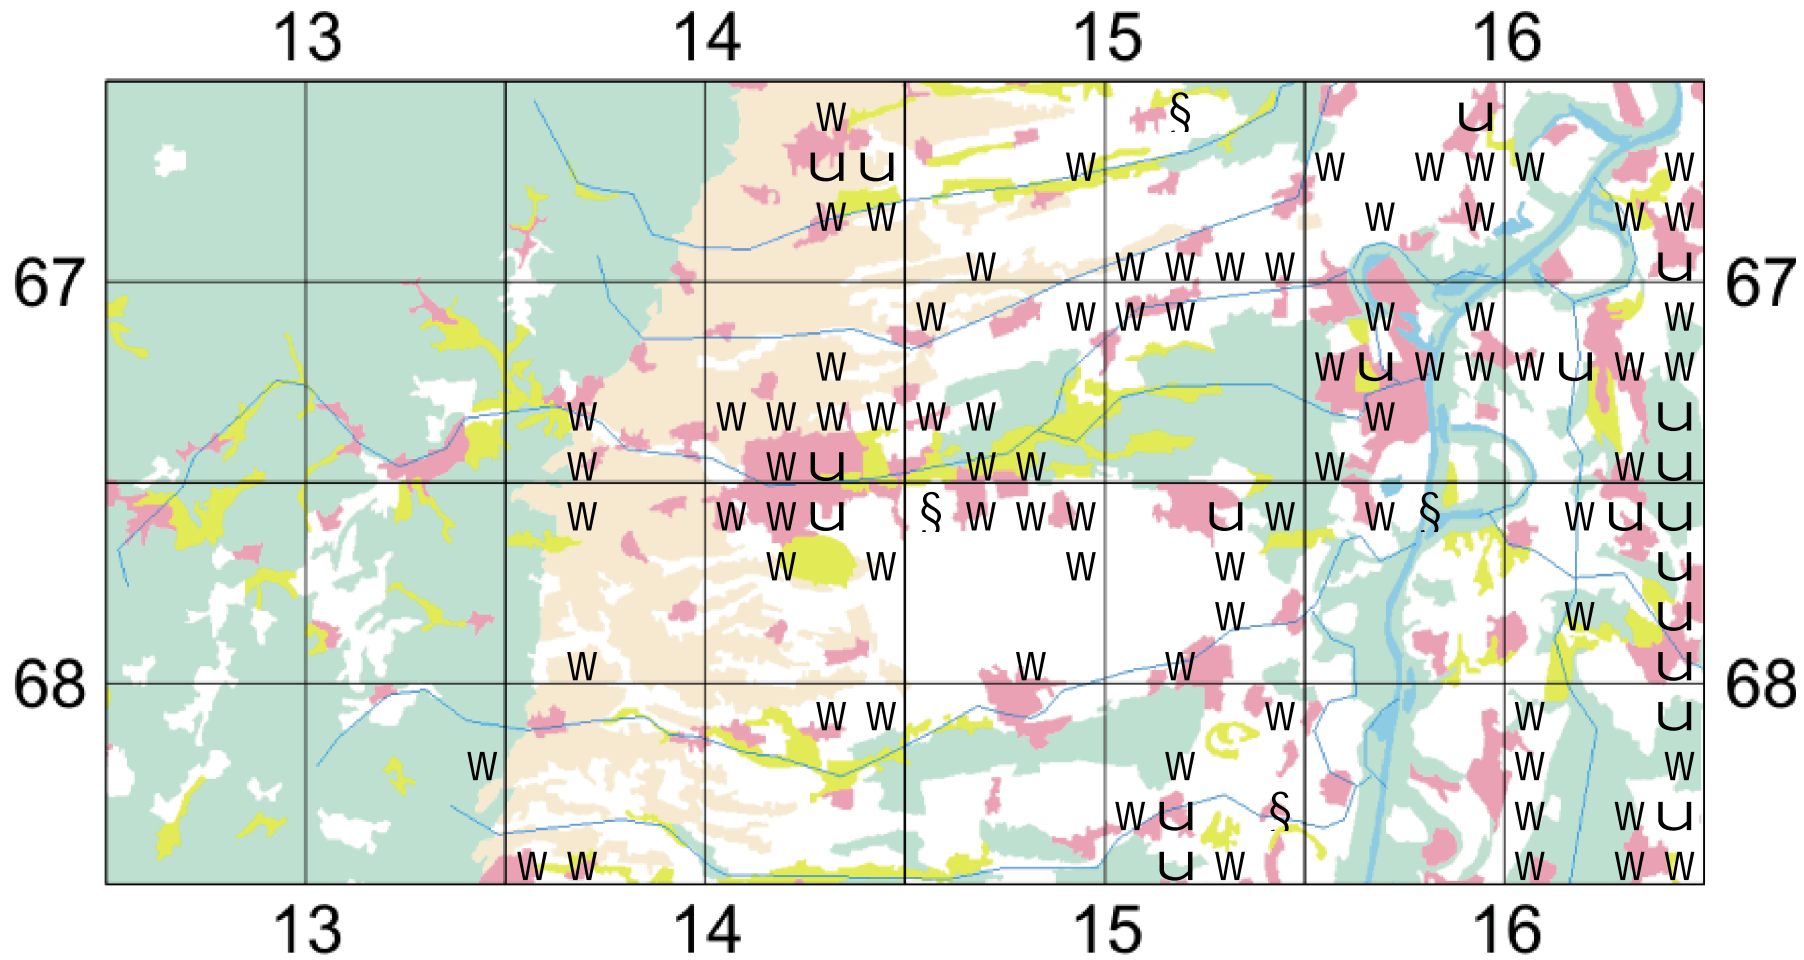 13 14 15 16
W § u
u u W W W W W W
W W W W W W
67 W W W W W u 67
W W W W W W W
W W u W W W W u W W
W W W W W W W W u
W W u W W W W u
W W W u § W W W u W W § W u u
W W W W u
W W u
W W W u
68 68
W W W W u
W W W W
W u § W W u
W W u W W W W
13 14 15 16